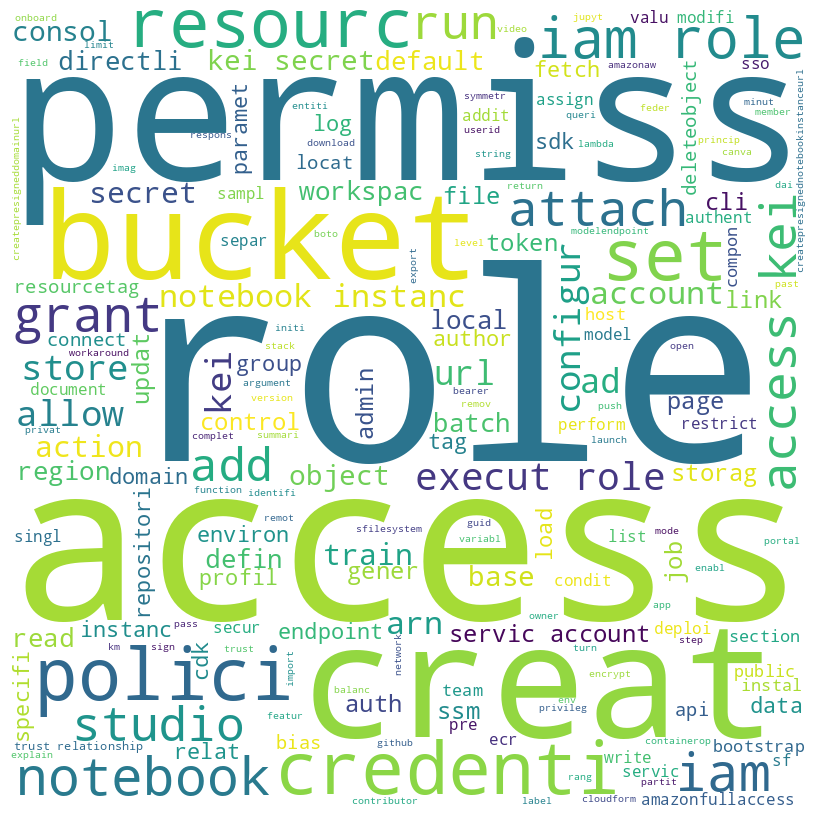 onboard limit jupyt valu modifi
consol resourc run iam role
field video amazonaw sso
directli kei secret default fetch
symmetr feder minut
permiss
entiti assign queri member
paramet log addit userid sdk lambda princip canva deleteobject
respons download string
createpresigneddomainurl
locat imag dai
secret sampl workspac file attach cli
return authent
bucket
separ boto token modelendpoint set compon kei
createpresignednotebookinstanceurl
level export
resourcetag notebook instanc configur account link
past
grant connect local author host model
initi
role
workaround stack open
store updat kei group url ad access
document argument bearer page
version remov push
allow control admin batch perform restrict
privat complet summari launch
action tag
region domain add object execut role storag
function identifi
repositori remot sfilesystem guid load list mode
access
singl environ variabl job portal
defin train enabl
profil gener base condit
app
read instanc pass secur endpoint arn owner servic account deploi section
km sign network turn step
specifi polici cdk trust import creat
encrypt public instal
balanc team env
studio featur auth ssm privileg api data
pre ecr
trust relationship relat bias github containerop bootstrap
explain write sf
notebook credenti servic iam
rang partit
contributor label cloudform amazonfullaccess